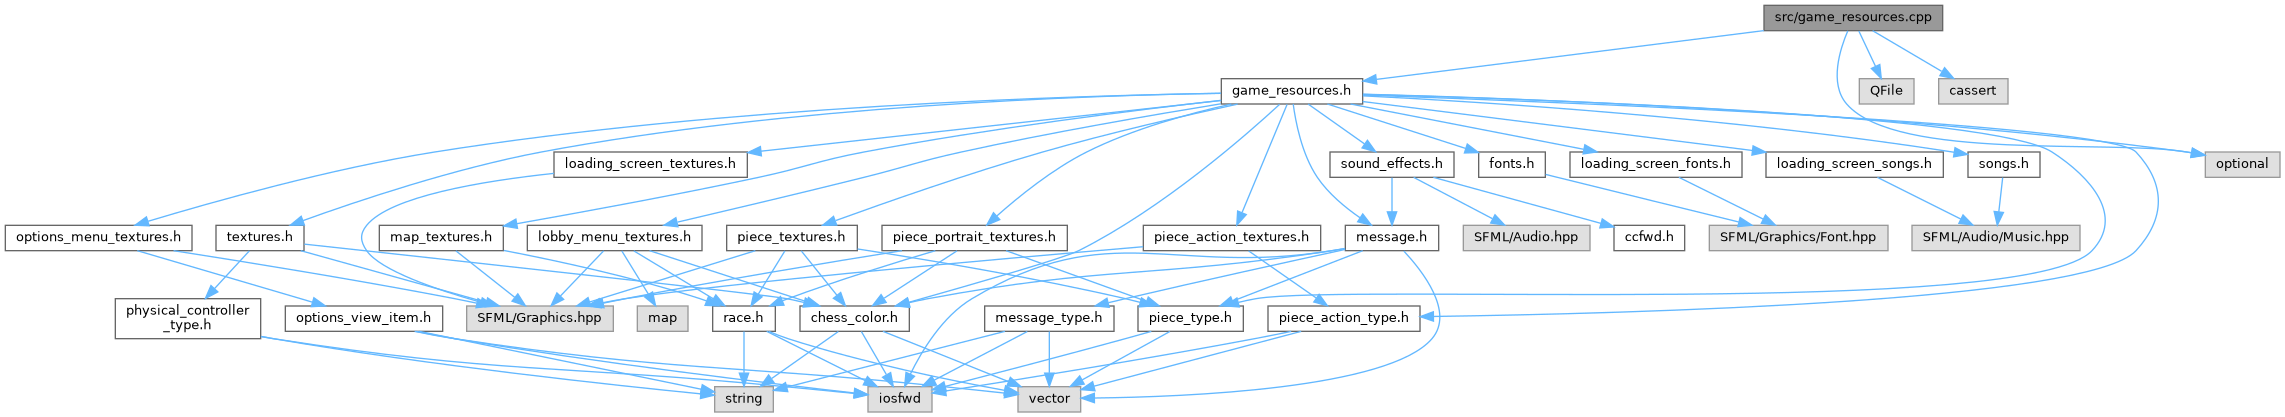 src/game_resources.cpp
game_resources.h
QFile
cassert
loading_screen_textures.h
sound_effects.h
fonts.h
loading_screen_fonts.h
loading_screen_songs.h
songs.h
optional
options_menu_textures.h
textures.h
map_textures.h
lobby_menu_textures.h
piece_textures.h
piece_portrait_textures.h
piece_action_textures.h
message.h
SFML/Audio.hpp
ccfwd.h
SFML/Graphics/Font.hpp
SFML/Audio/Music.hpp
physical_controller
_type.h
options_view_item.h
SFML/Graphics.hpp
map
race.h
chess_color.h
message_type.h
piece_type.h
piece_action_type.h
string
iosfwd
vector